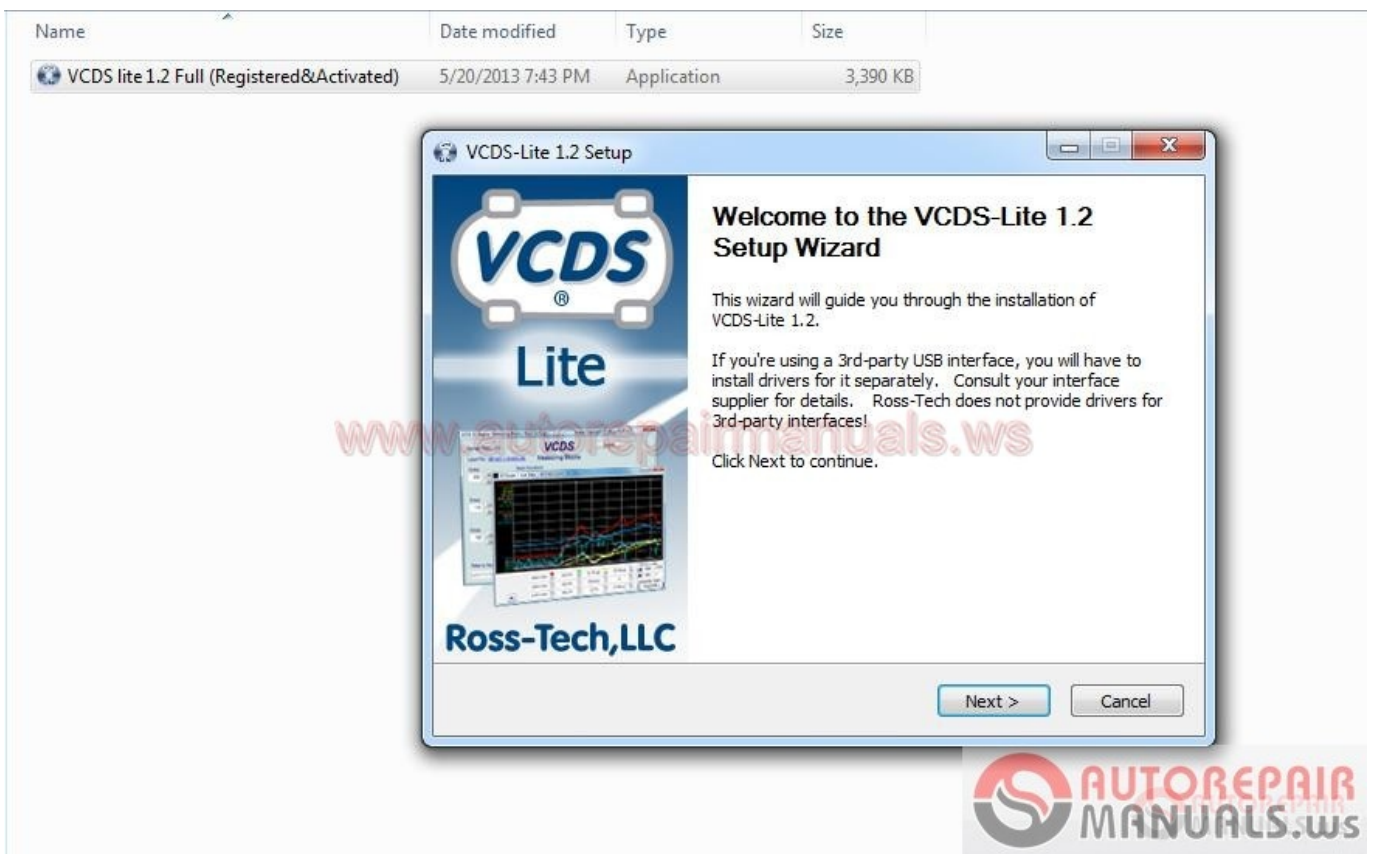 Name Date modified Type Size
VCDS lite 1.2 Full (Registered&Activated) 5/20/2013 7:43 PM Application 3,390 KB
VCDS-Lite 1.2 Setup
VCDS
®
Lite
VCDS
Ross-Tech,LLC
Welcome to the VCDS-Lite 1.2
Setup Wizard
This wizard will guide you through the installation of
VCDS-Lite 1.2.
If you're using a 3rd-party USB interface, you will have to
install drivers for it separately. Consult your interface
supplier for details. Ross-Tech does not provide drivers for
3rd-party interfaces!
Click Next to continue.
www.autorepairmanuals.ws
Next > Cancel
AUTOREPAIR
MANUALS.ws